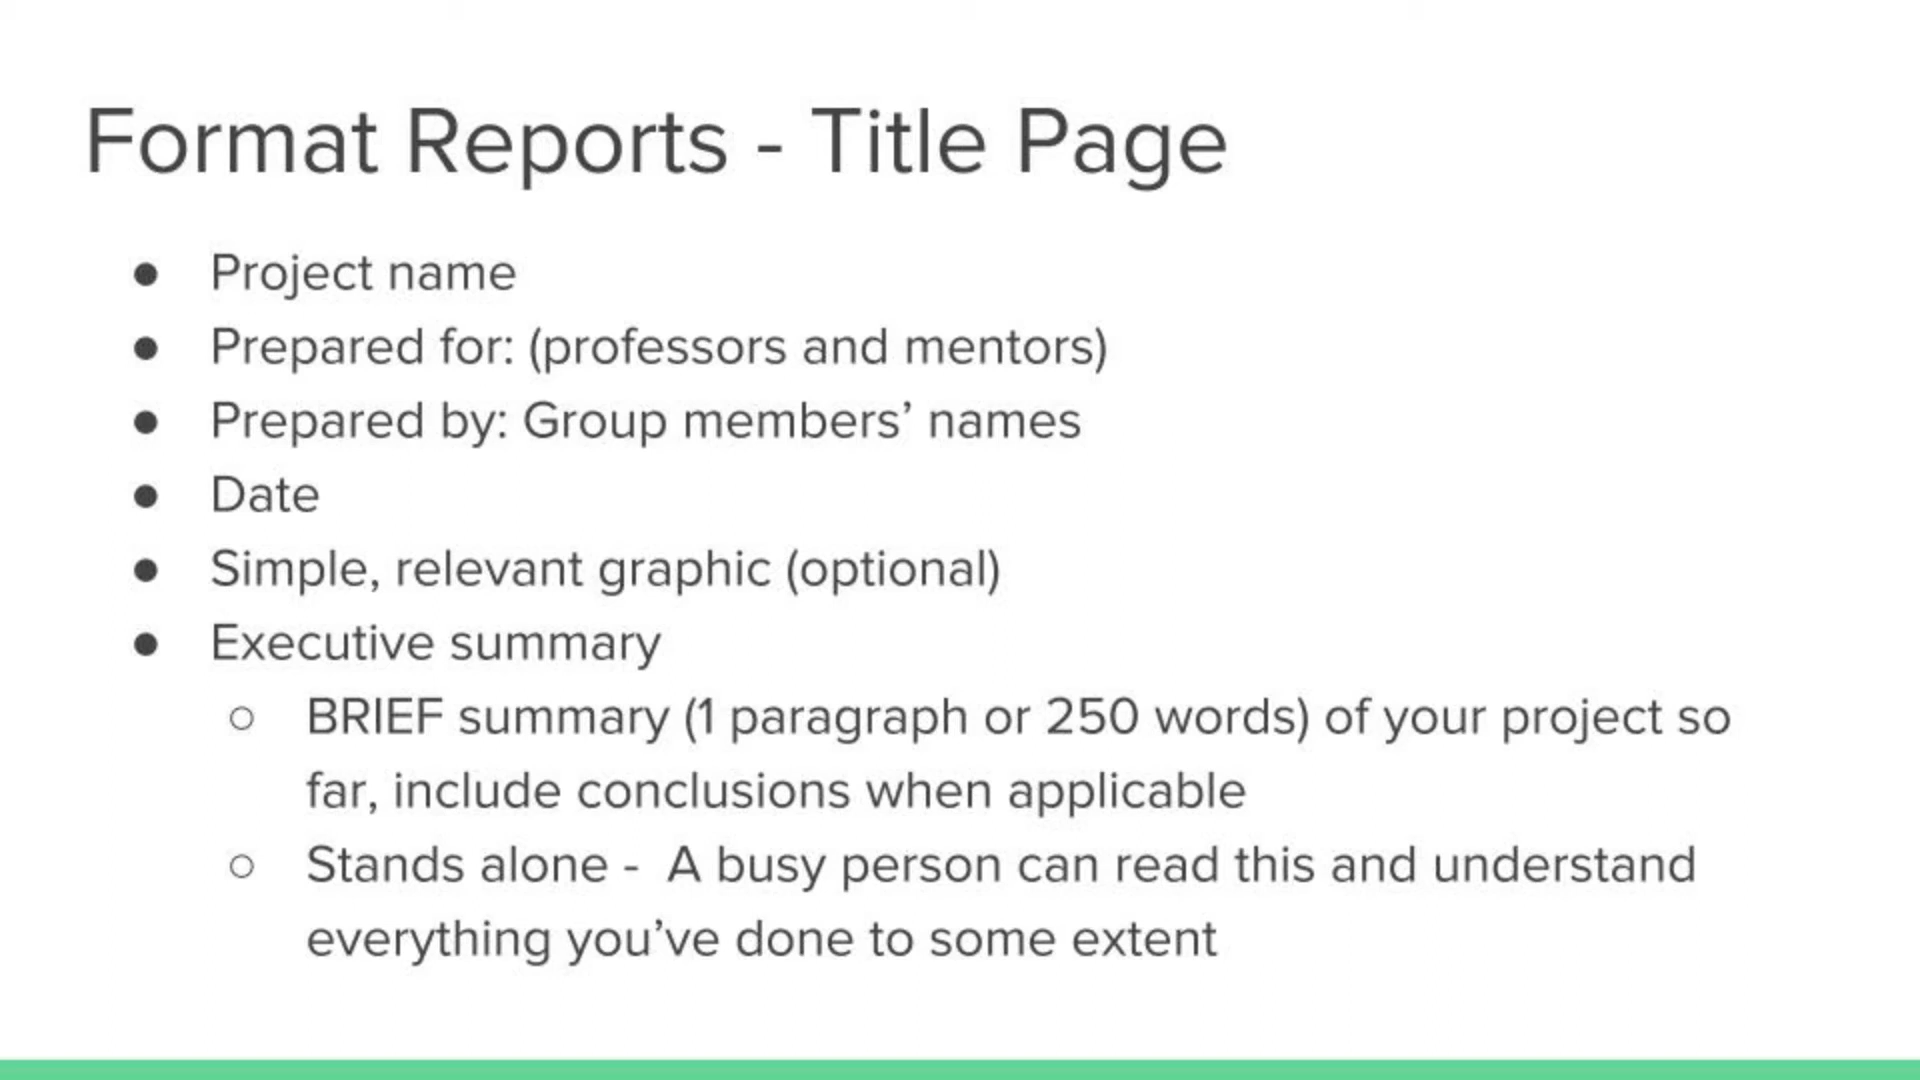 Format Reports - Title Page
● Project name
● Prepared for: (professors and mentors)
● Prepared by: Group members’ names
● Date
● Simple, relevant graphic (optional)
● Executive summary
○ BRIEF summary (1 paragraph or 250 words) of your project so
far, include conclusions when applicable
○ Stands alone -  A busy person can read this and understand
everything you’ve done to some extent